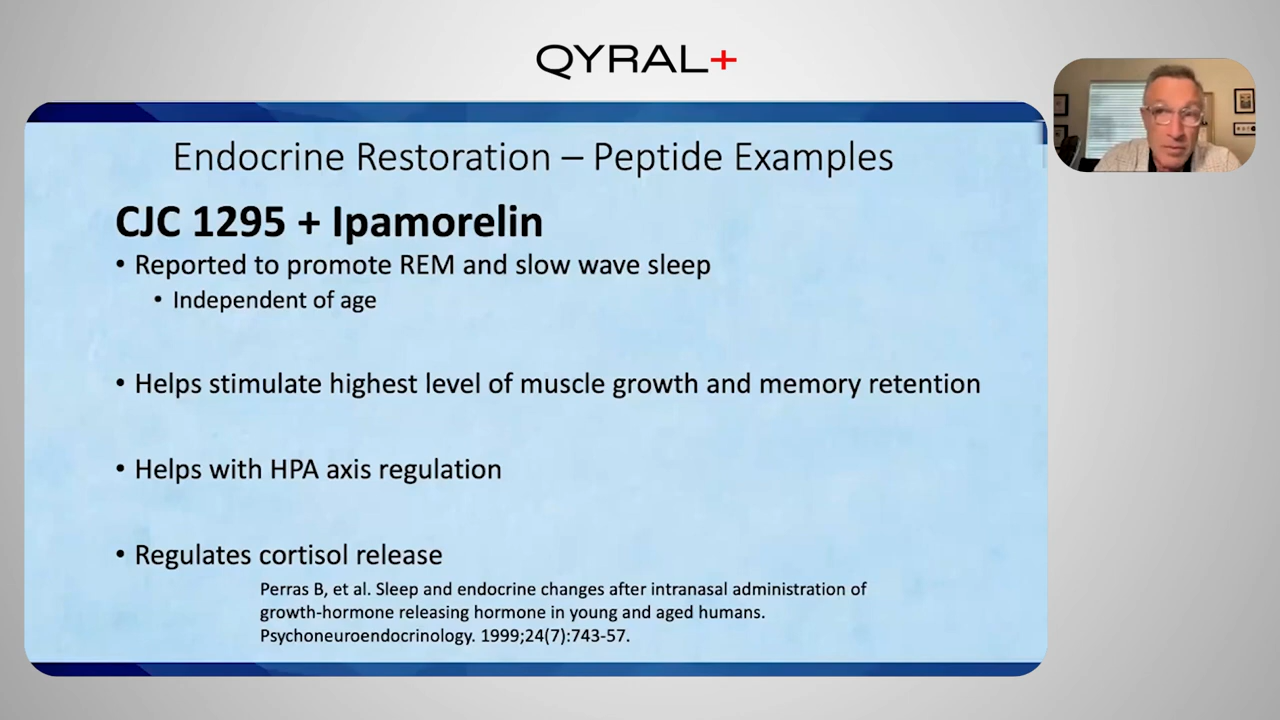 QYRAL+
Endocrine Restoration – Peptide Examples
CJC 1295 + Ipamorelin
• Reported to promote REM and slow wave sleep
• Independent of age
• Helps stimulate highest level of muscle growth and memory retention
• Helps with HPA axis regulation
• Regulates cortisol release
Perras B, et al. Sleep and endocrine changes after intranasal administration of
growth-hormone releasing hormone in young and aged humans.
Psychoneuroendocrinology. 1999;24(7):743-57.